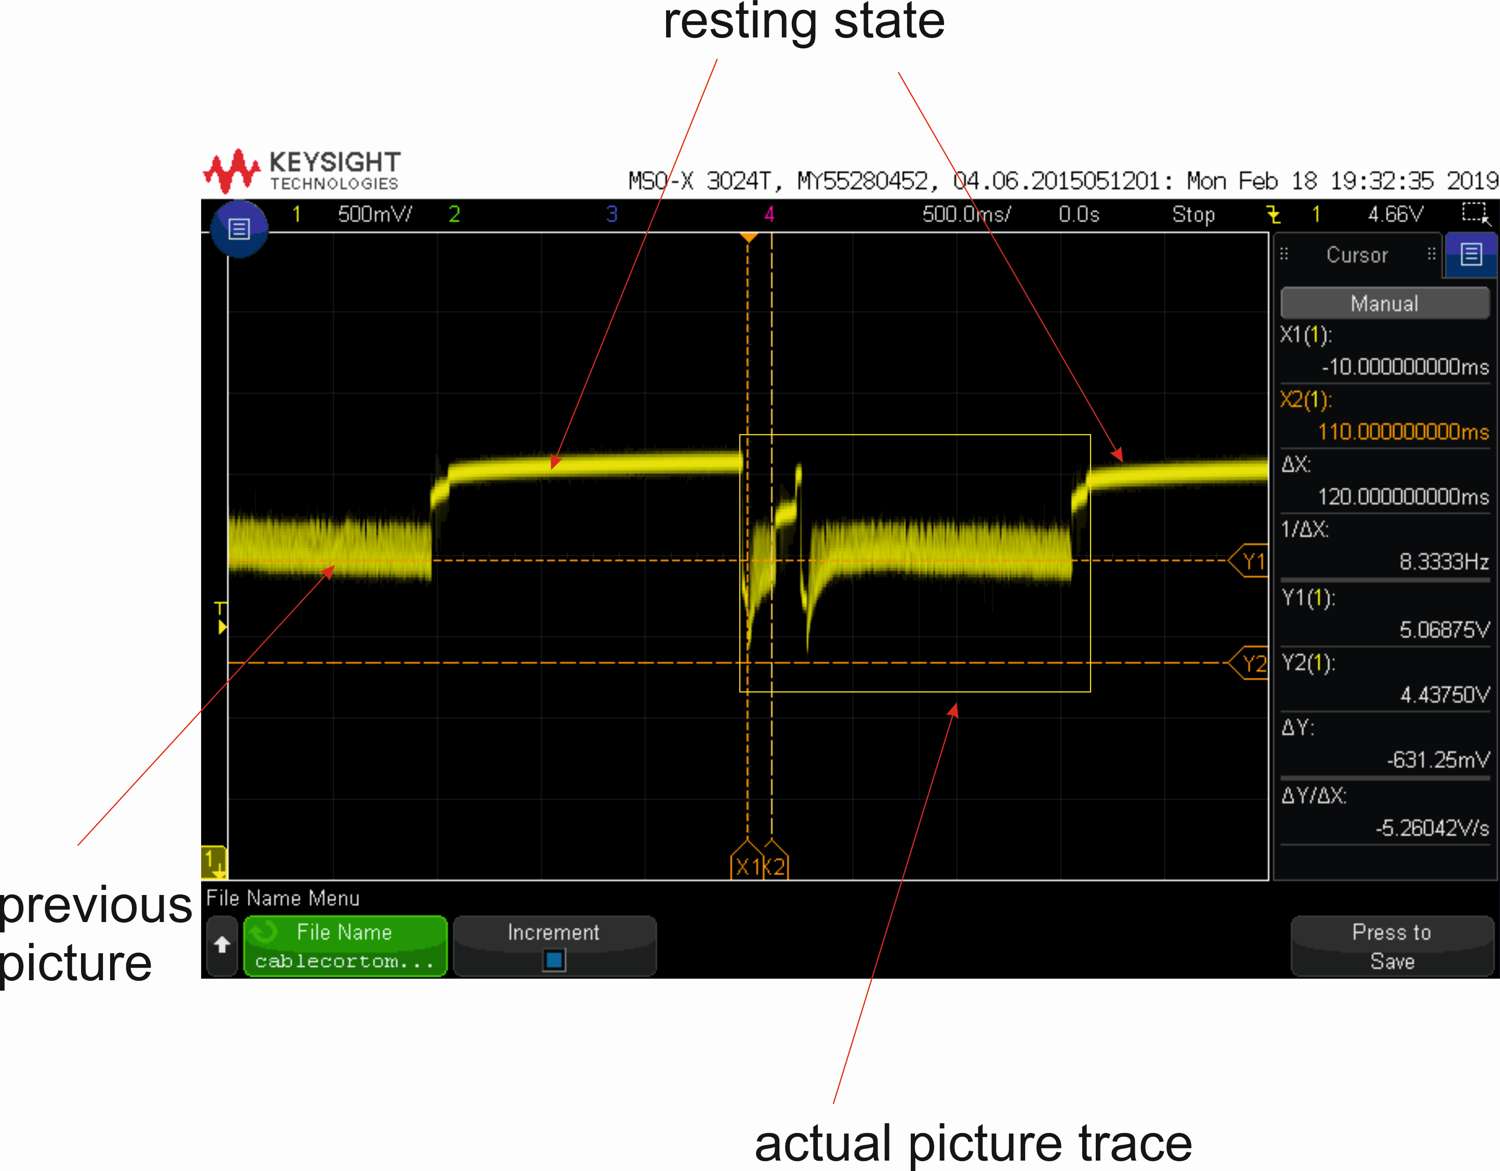 resting state
KEYSIGHT
TECHNOLOGIES
MSO-X 3024T, MY55280452, 04.06.2015051201: Mon Feb 18 19:32:35 2019
1 500mV/ 2 3 4 500.0ms/ 0.0s Stop 1 4.66V
Cursor
Manual
X1(1):
-10.000000000ms
X2(1):
110.000000000ms
ΔX:
120.000000000ms
1/ΔX:
8.3333Hz
Y1(1):
5.06875V
Y2(1):
4.43750V
ΔY:
-631.25mV
ΔY/ΔX:
-5.26042V/s
Y1
T
Y2
1
X1 X2
previous
picture
File Name Menu
File Name
cablecortom...
Increment
Press to
Save
actual picture trace